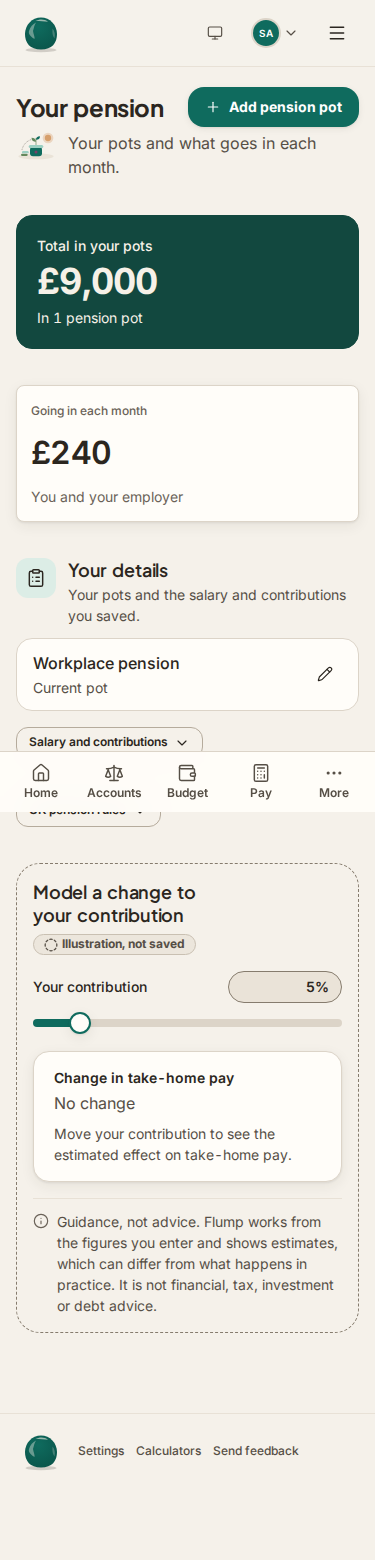 SA
Your pension
Add pension pot
Your pots and what goes in each
month.
Total in your pots
£9,000
In 1 pension pot
Going in each month
£240
You and your employer
Your details
Your pots and the salary and contributions
you saved.
Workplace pension
Current pot
Salary and contributions
Home
Accounts
Budget
Pay
More
UK pension rules
Model a change to
your contribution
Illustration, not saved
Your contribution
5%
Change in take-home pay
No change
Move your contribution to see the
estimated effect on take-home pay.
Guidance, not advice. Flump works from
the figures you enter and shows estimates,
which can differ from what happens in
practice. It is not financial, tax, investment
or debt advice.
Settings
Calculators
Send feedback